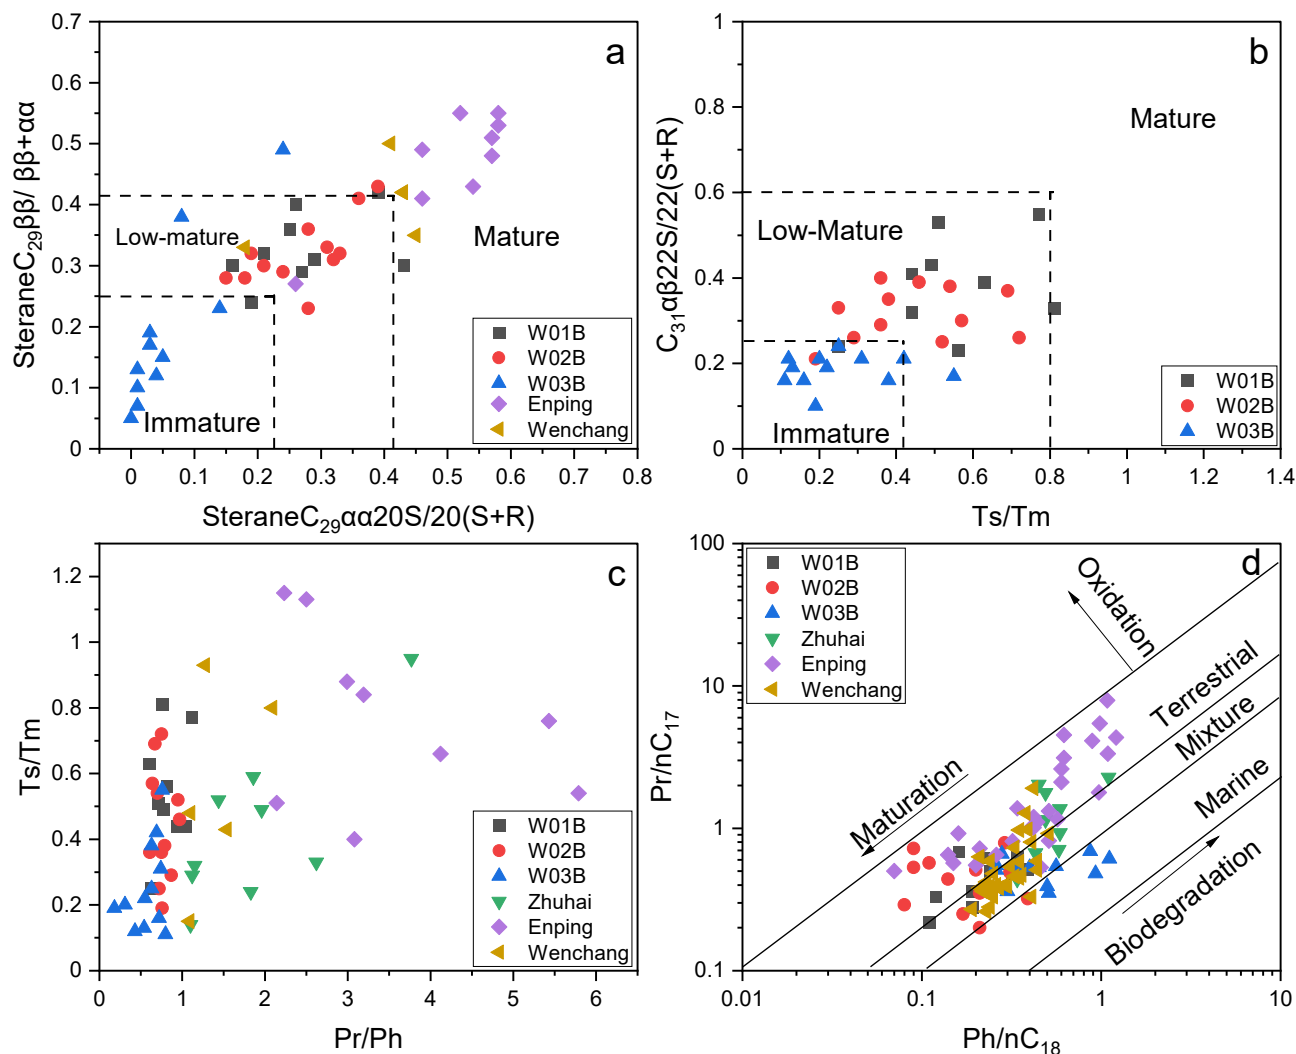 a
0.7
0.6
0.5
0.4
0.3
0.2
0.1
0
SteraneC₂₉ββ/ ββ+αα
Low-mature
Mature
Immature
W01B
W02B
W03B
Enping
Wenchang
0 0.1 0.2 0.3 0.4 0.5 0.6 0.7 0.8
SteraneC₂₉αα20S/20(S+R)
b
1
0.8
0.6
0.4
0.2
0
C₃₁αβ22S/22(S+R)
Mature
Low-Mature
Immature
W01B
W02B
W03B
0 0.2 0.4 0.6 0.8 1 1.2 1.4
Ts/Tm
c
1.2
1
0.8
0.6
0.4
0.2
0
Ts/Tm
W01B
W02B
W03B
Zhuhai
Enping
Wenchang
0 1 2 3 4 5 6
Pr/Ph
d
100
10
1
0.1
Pr/nC₁₇
W01B
W02B
W03B
Zhuhai
Enping
Wenchang
Oxidation
Terrestrial
Mixture
Marine
Maturation
Biodegradation
0.01 0.1 1 10
Ph/nC₁₈